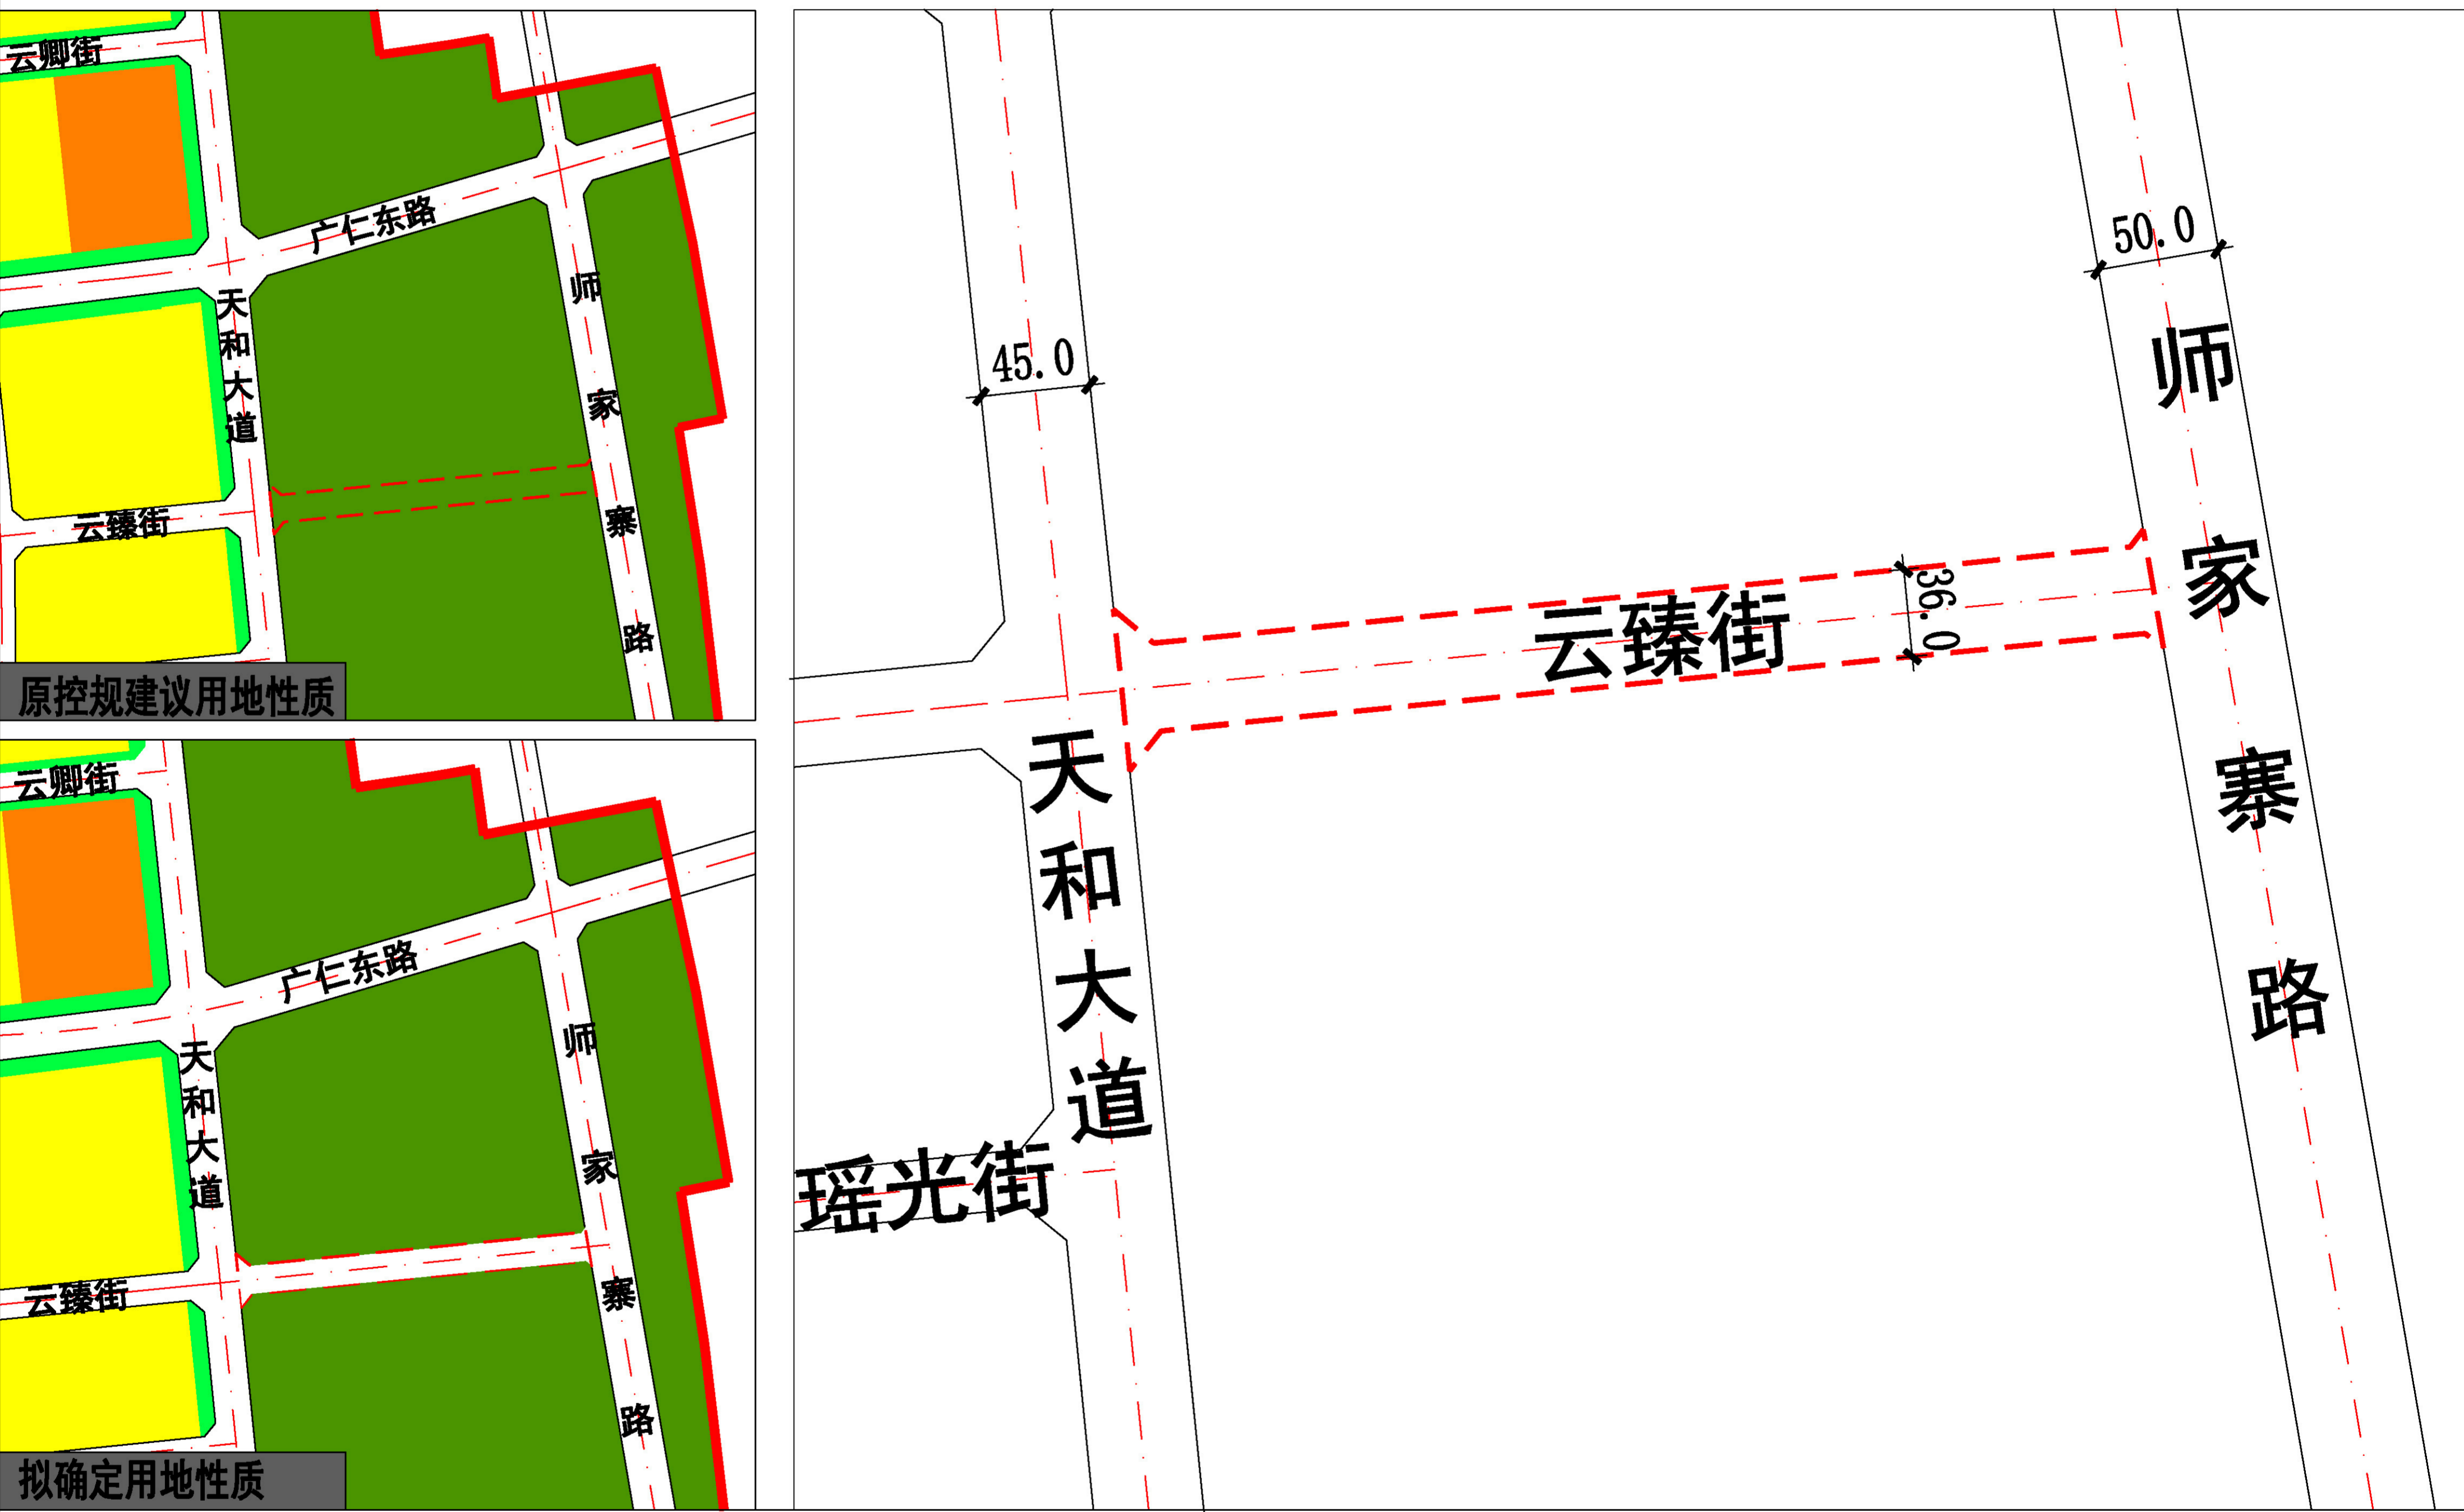 云卿街
广仁东路
天和大道
师家寨路
云臻街
原控规建议用地性质
云卿街
广仁东路
天和大道
师家寨路
云臻街
拟确定用地性质
50.0
45.0
师家寨路
36.0
云臻街
天和大道
瑶光街